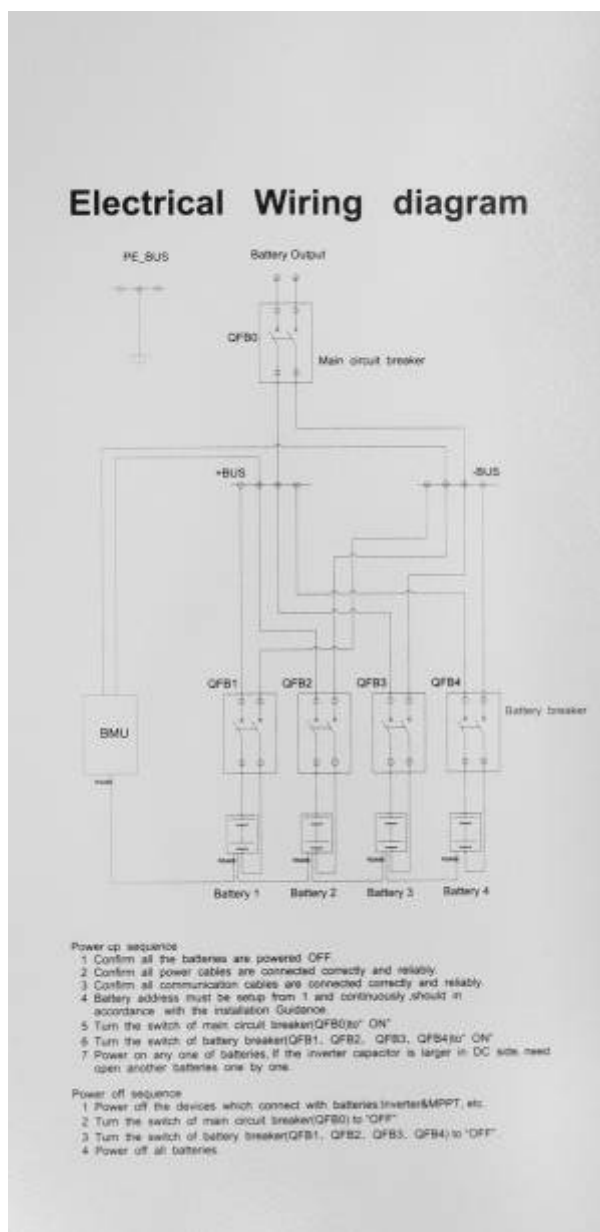 Electrical Wiring diagram
PE_BUS
Battery Output
QFB0
Main circuit breaker
+BUS
-BUS
QFB1
QFB2
QFB3
QFB4
Battery breaker
BMU
Battery 1
Battery 2
Battery 3
Battery 4
Power up sequence
1 Confirm all the batteries are powered OFF.
2 Confirm all power cables are connected correctly and reliably.
3 Confirm all communication cables are connected correctly and reliably.
4 Battery address must be setup from 1 and continuously ,should in
accordance with the installation Guidance.
5 Turn the switch of main circuit breaker(QFB0)to" ON"
6 Turn the switch of battery breaker(QFB1、QFB2、 QFB3、QFB4)to" ON"
7 Power on any one of batteries, If the inverter capacitor is larger in DC side, need
open another batteries one by one.
Power off sequence
1 Power off the devices which connect with batteries:Inverter&MPPT, etc.
2 Turn the switch of main circuit breaker(QFB0) to "OFF"
3 Turn the switch of battery breaker(QFB1、QFB2、 QFB3、QFB4) to "OFF"
4 Power off all batteries.